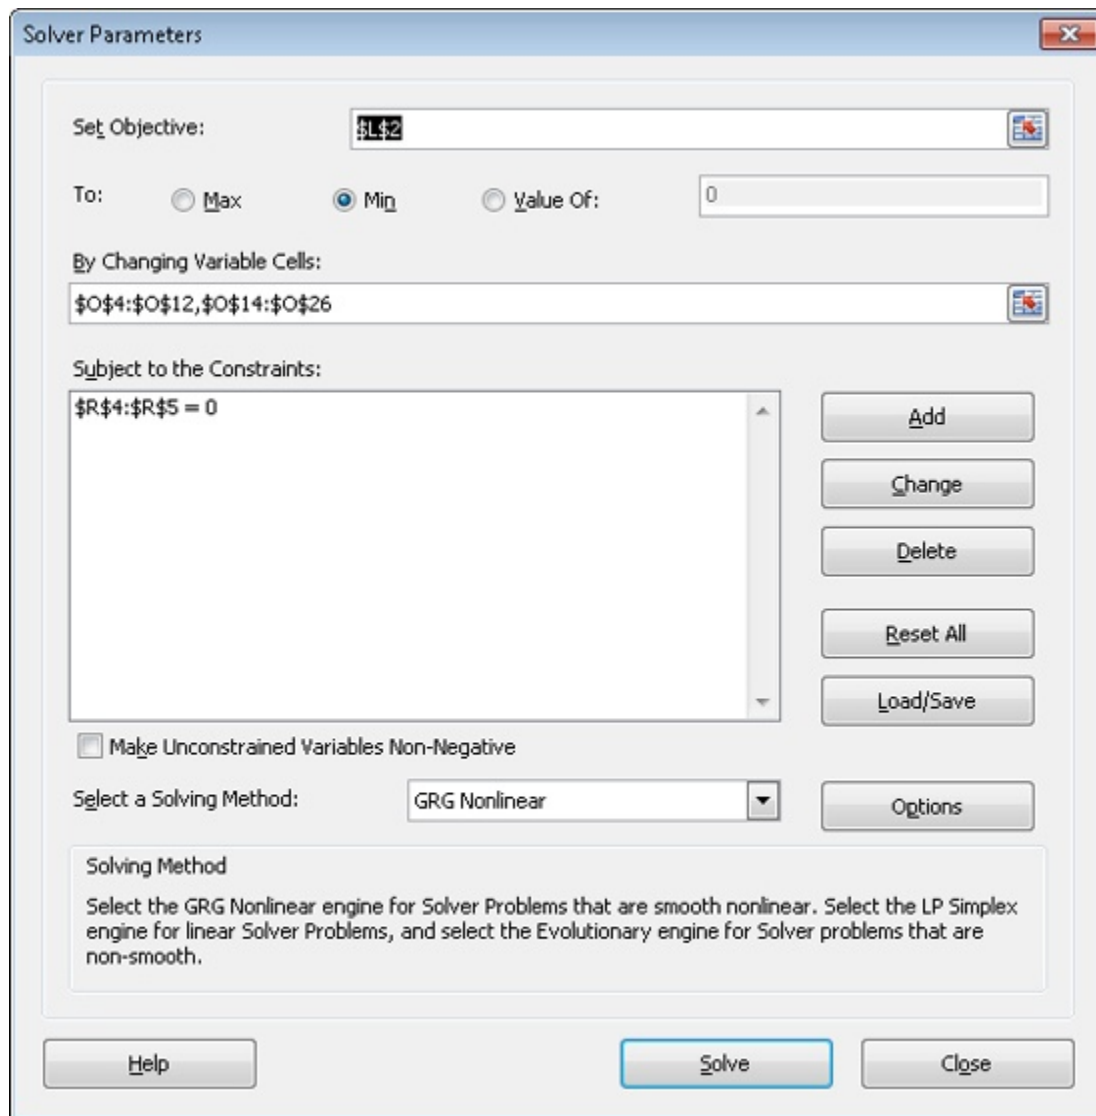 Solver Parameters
Set Objective: $L$2
To: Max Min Value Of: 0
By Changing Variable Cells:
$O$4:$O$12,$O$14:$O$26
Subject to the Constraints:
$R$4:$R$5 = 0
Add
Change
Delete
Reset All
Load/Save
Make Unconstrained Variables Non-Negative
Select a Solving Method: GRG Nonlinear Options
Solving Method
Select the GRG Nonlinear engine for Solver Problems that are smooth nonlinear. Select the LP Simplex
engine for linear Solver Problems, and select the Evolutionary engine for Solver problems that are
non-smooth.
Help Solve Close